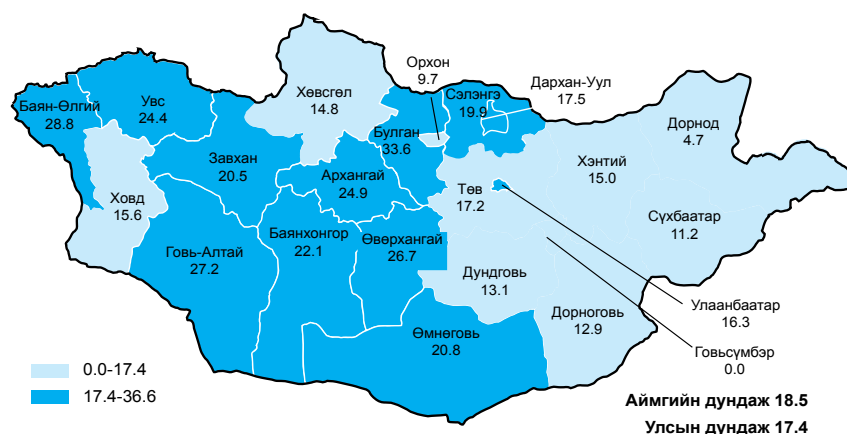 Орхон
9.7
Дархан-Уул
17.5
Хөвсгөл
14.8
Сэлэнгэ
19.9
Увс
24.4
Баян-Өлгий
28.8
Булган
33.6
Дорнод
4.7
Завхан
20.5
Хэнтий
15.0
Архангай
24.9
Төв
17.2
Ховд
15.6
Сүхбаатар
11.2
Баянхонгор
22.1
Өвөрхангай
26.7
Говь-Алтай
27.2
Дундговь
13.1
Улаанбаатар
16.3
Дорноговь
12.9
Өмнөговь
20.8
Говьсүмбэр
0.0
0.0-17.4
17.4-36.6
Аймгийн дундаж 18.5
Улсын дундаж 17.4